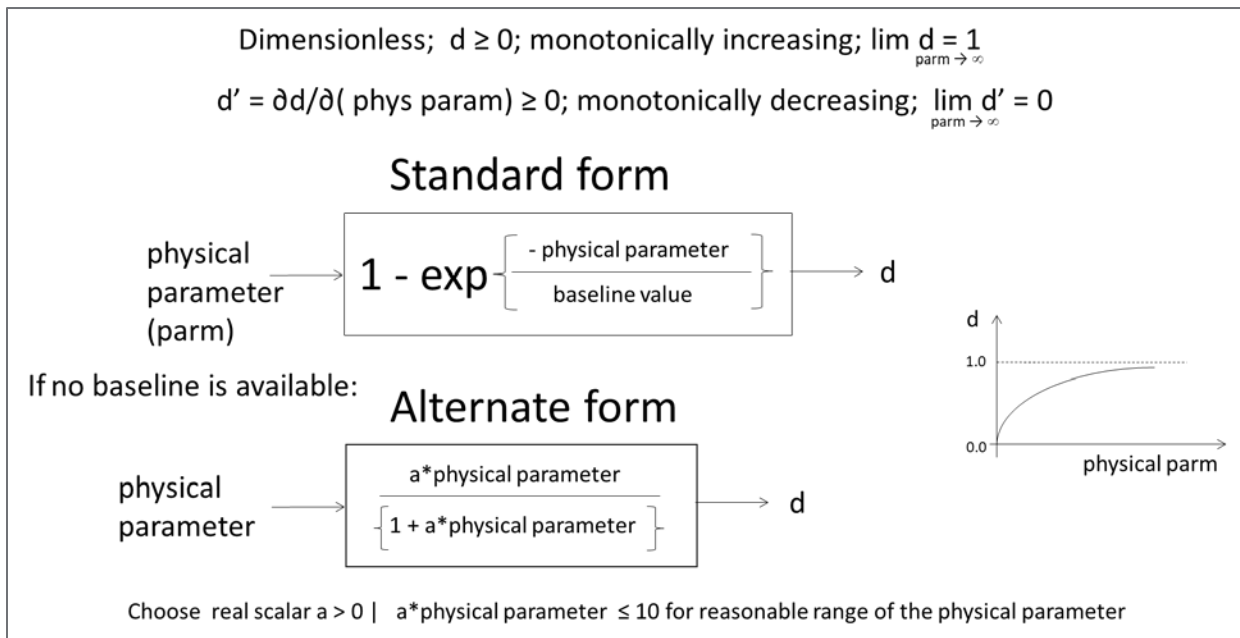 Dimensionless; d ≥ 0; monotonically increasing; lim d = 1
parm → ∞
d’ = ∂d/∂( phys param) ≥ 0; monotonically decreasing; lim d’ = 0
parm → ∞
Standard form
physical
parameter
(parm)
1 - exp
- physical parameter
baseline value
d
d
1.0
0.0
physical parm
If no baseline is available:
Alternate form
physical
parameter
a*physical parameter
{1 + a*physical parameter}
d
Choose real scalar a > 0 | a*physical parameter ≤ 10 for reasonable range of the physical parameter